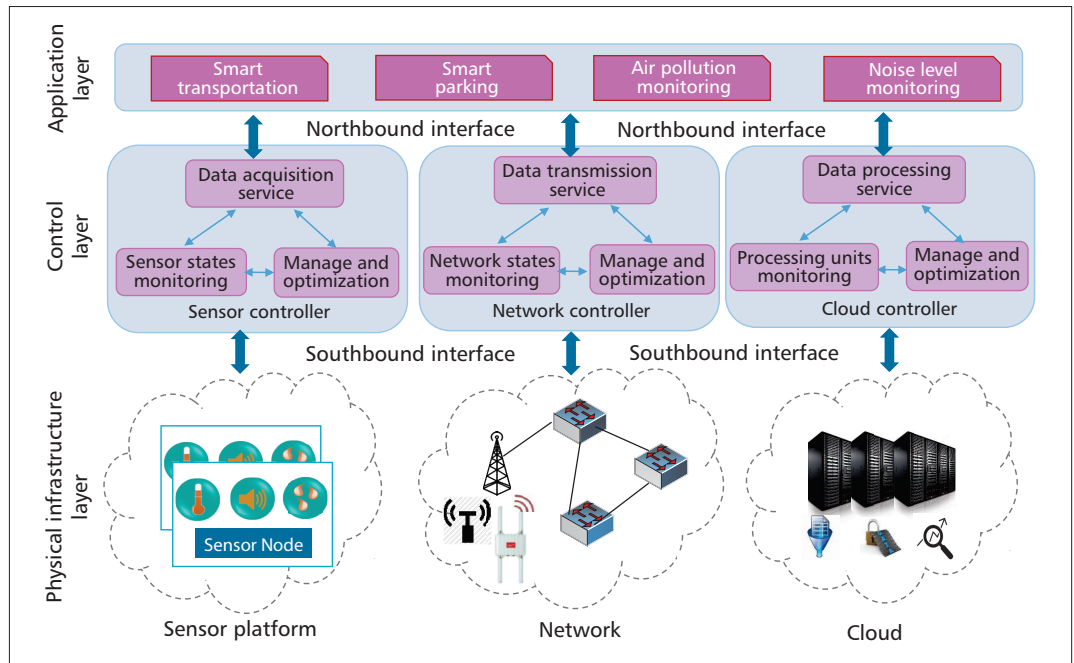 Application
layer
Smart
transportation
Smart
parking
Air pollution
monitoring
Noise level
monitoring
Northbound interface
Northbound interface
Control
layer
Data acquisition
service
Sensor states
monitoring
Manage and
optimization
Sensor controller
Data transmission
service
Network states
monitoring
Manage and
optimization
Network controller
Data processing
service
Processing units
monitoring
Manage and
optimization
Cloud controller
Southbound interface
Southbound interface
Physical infrastructure
layer
Sensor Node
Sensor platform
Network
Cloud